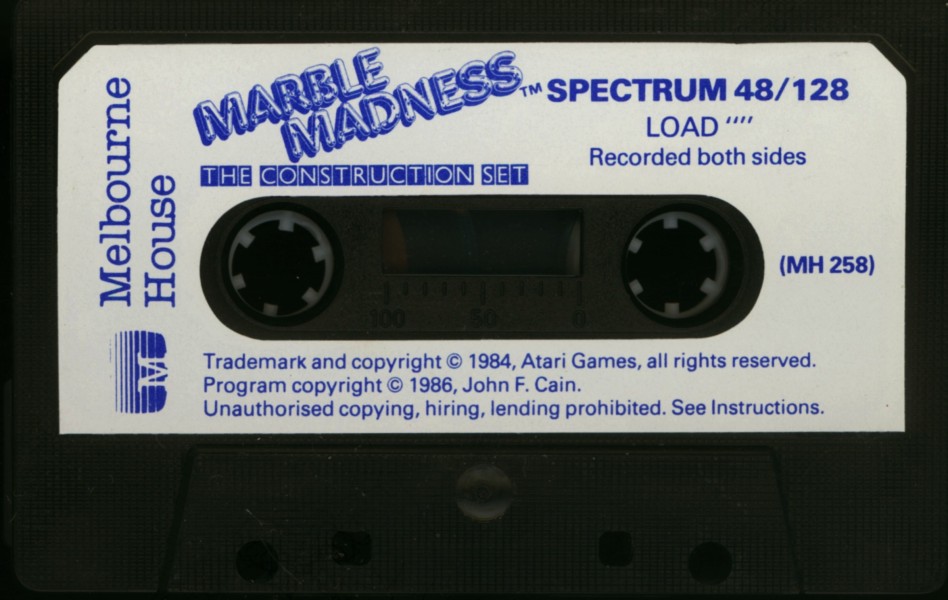 Melbourne
House
MARBLE
MADNESS™
THE CONSTRUCTION SET
SPECTRUM 48/128
LOAD ""
Recorded both sides
(MH 258)
100 50 0
Trademark and copyright © 1984, Atari Games, all rights reserved.
Program copyright © 1986, John F. Cain.
Unauthorised copying, hiring, lending prohibited. See Instructions.